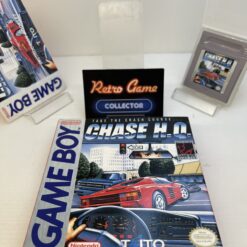 GAME BOY
Retro Game
COLLECTOR
TAKE THE CRASH COURSE
CHASE H.Q.
GAME BOY
Nintendo